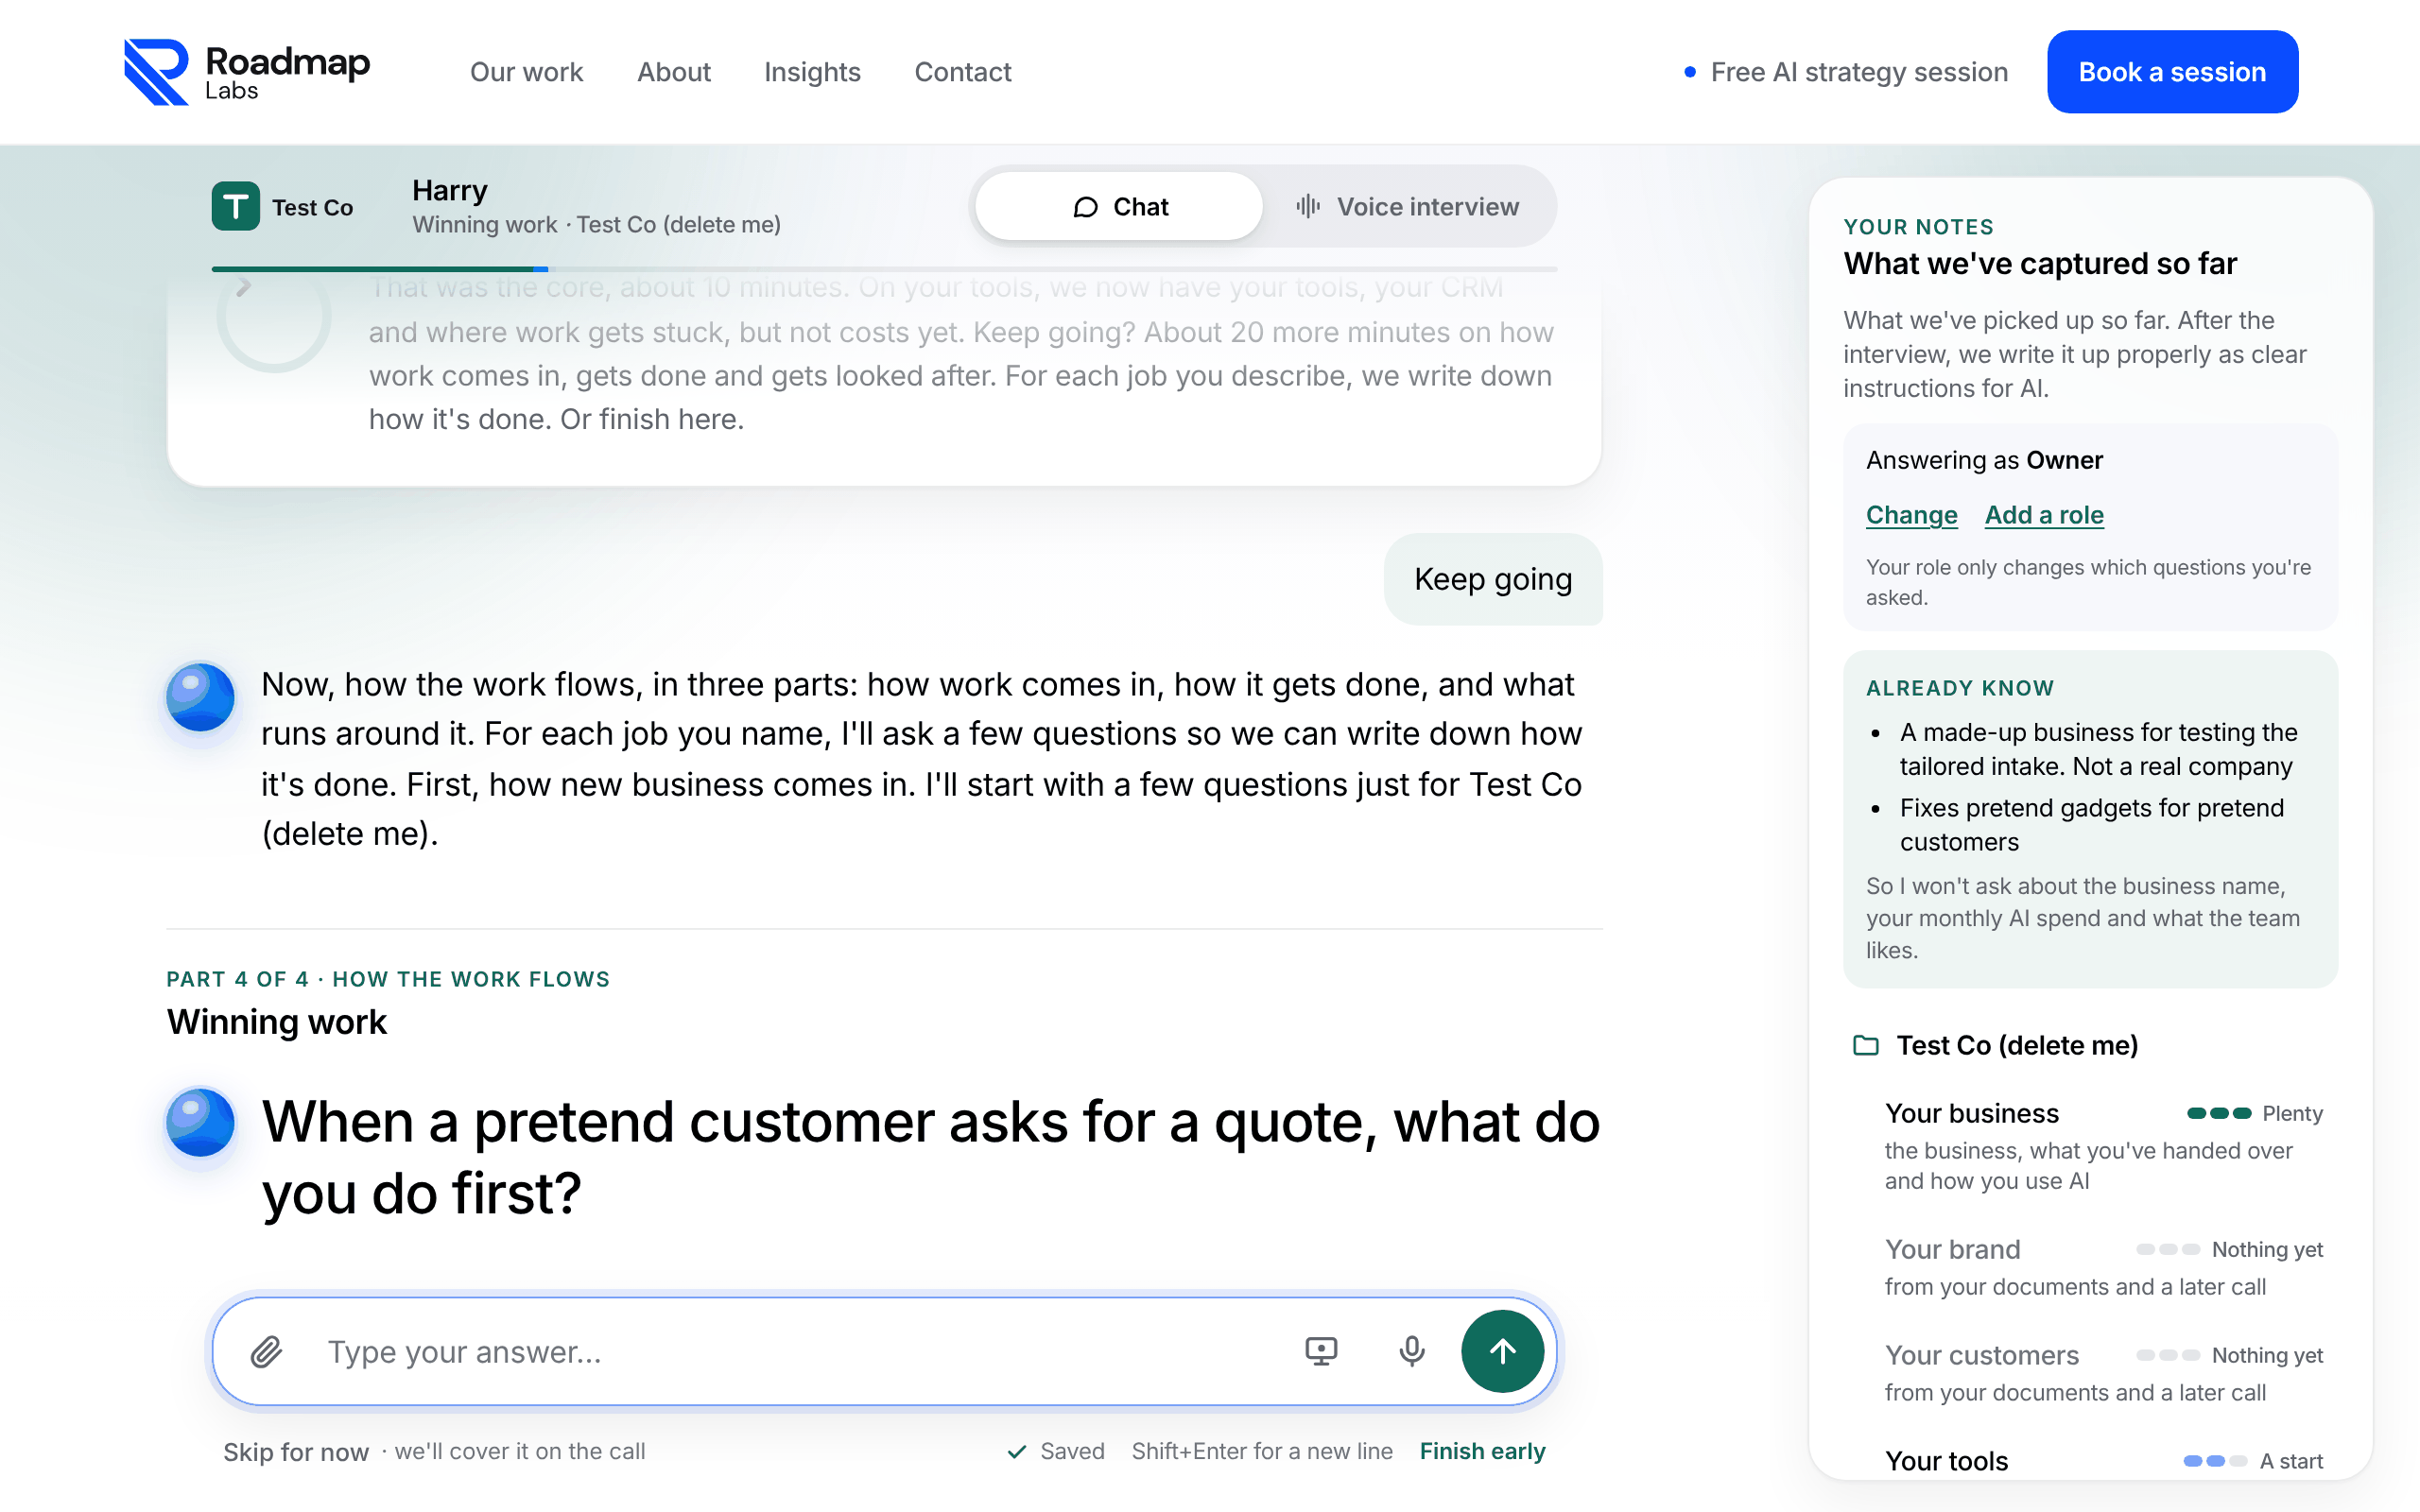 Roadmap
Labs
Our work
About
Insights
Contact
Free AI strategy session
Book a session
T
Test Co
Harry
Winning work · Test Co (delete me)
Chat
Voice interview
That was the core, about 10 minutes. On your tools, we now have your tools, your CRM
and where work gets stuck, but not costs yet. Keep going? About 20 more minutes on how
work comes in, gets done and gets looked after. For each job you describe, we write down
how it's done. Or finish here.
Keep going
Now, how the work flows, in three parts: how work comes in, how it gets done, and what
runs around it. For each job you name, I'll ask a few questions so we can write down how
it's done. First, how new business comes in. I'll start with a few questions just for Test Co
(delete me).
PART 4 OF 4 · HOW THE WORK FLOWS
Winning work
When a pretend customer asks for a quote, what do
you do first?
Type your answer...
Skip for now · we'll cover it on the call
Saved
Shift+Enter for a new line
Finish early
YOUR NOTES
What we've captured so far
What we've picked up so far. After the
interview, we write it up properly as clear
instructions for AI.
Answering as Owner
Change
Add a role
Your role only changes which questions you're
asked.
ALREADY KNOW
• A made-up business for testing the
tailored intake. Not a real company
• Fixes pretend gadgets for pretend
customers
So I won't ask about the business name,
your monthly AI spend and what the team
likes.
Test Co (delete me)
Your business
Plenty
the business, what you've handed over
and how you use AI
Your brand
Nothing yet
from your documents and a later call
Your customers
Nothing yet
from your documents and a later call
Your tools
A start